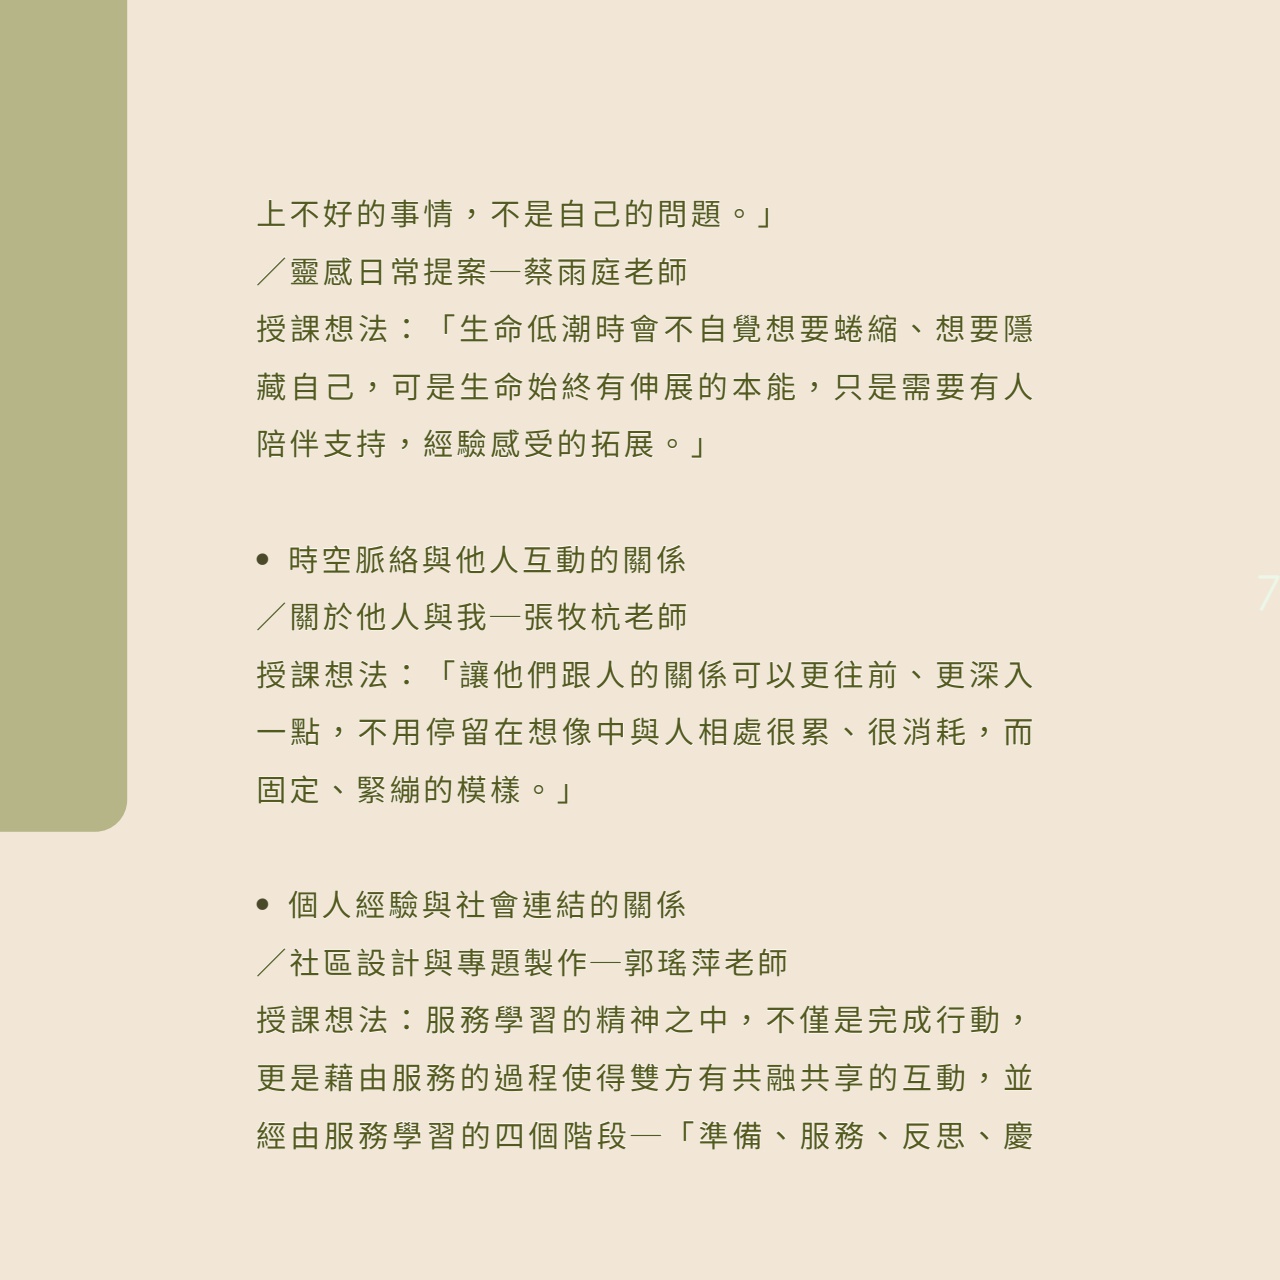 上不好的事情，不是自己的問題。」
／靈感日常提案—蔡雨庭老師
授課想法：「生命低潮時會不自覺想要蜷縮、想要隱
藏自己，可是生命始終有伸展的本能，只是需要有人
陪伴支持，經驗感受的拓展。」
• 時空脈絡與他人互動的關係
／關於他人與我—張牧杭老師
授課想法：「讓他們跟人的關係可以更往前、更深入
一點，不用停留在想像中與人相處很累、很消耗，而
固定、緊繃的模樣。」
• 個人經驗與社會連結的關係
／社區設計與專題製作—郭瑤萍老師
授課想法：服務學習的精神之中，不僅是完成行動，
更是藉由服務的過程使得雙方有共融共享的互動，並
經由服務學習的四個階段—「準備、服務、反思、慶
7